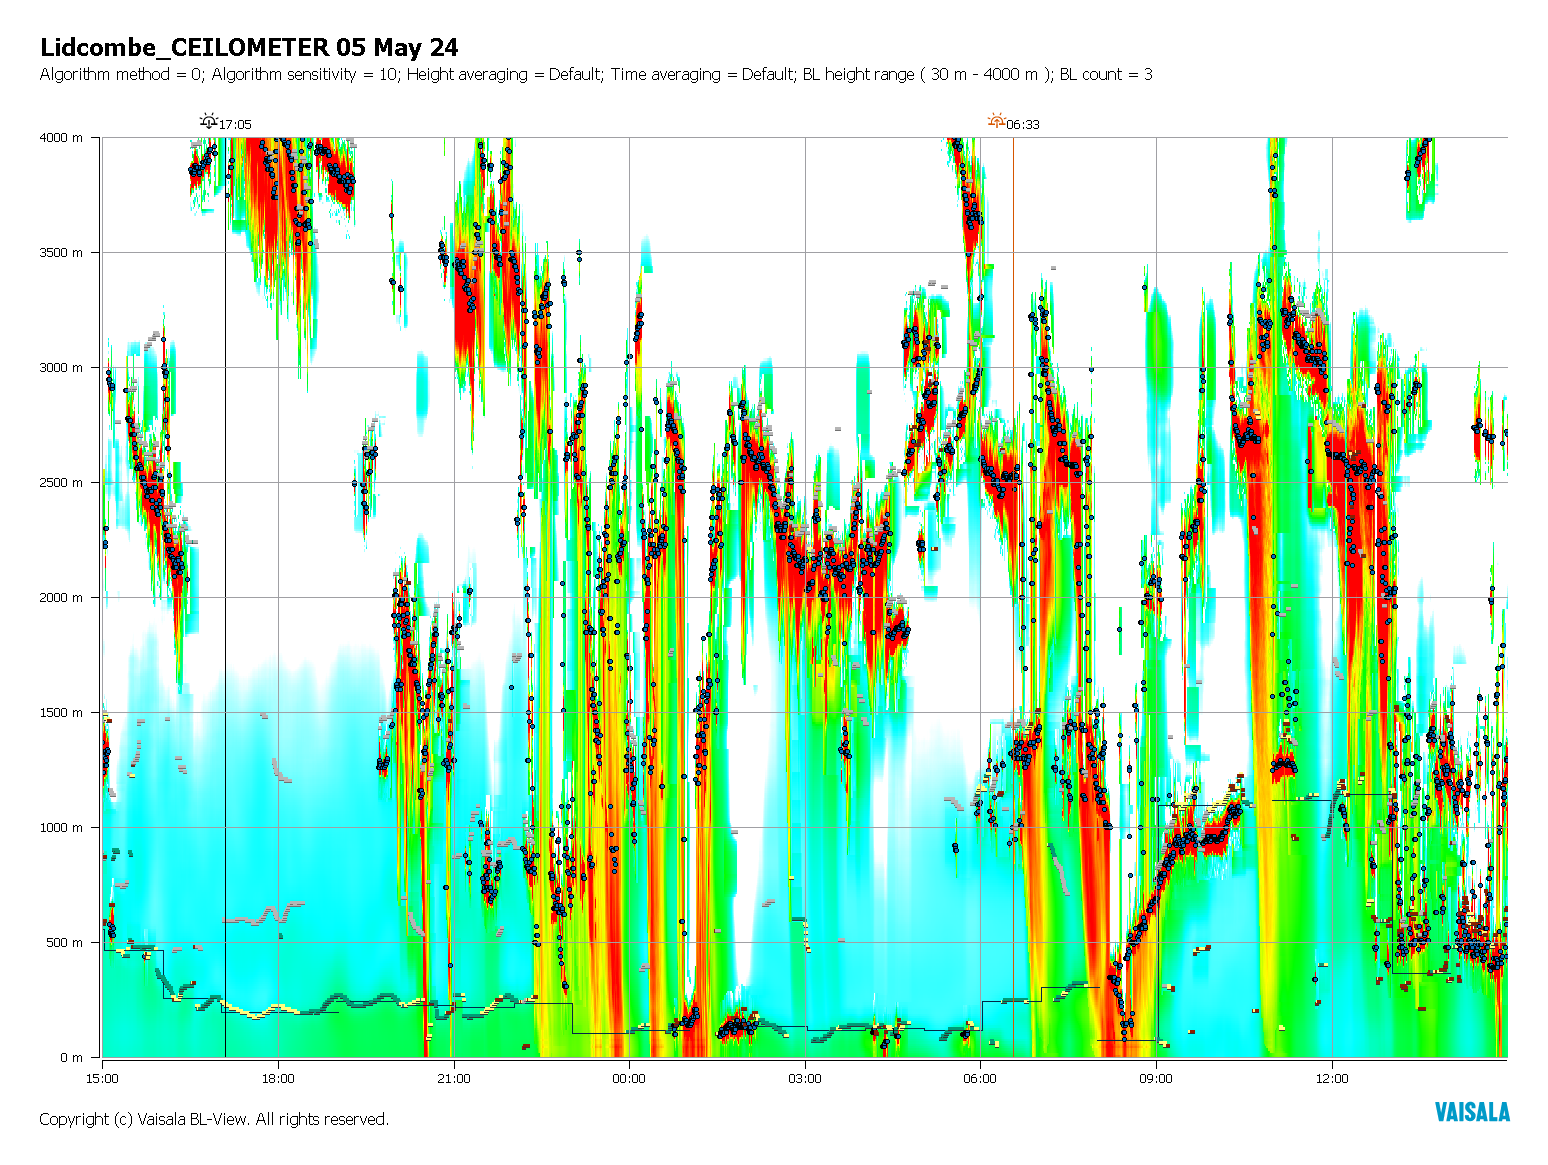 Lidcombe_CEILOMETER 05 May 24
Algorithm method = 0; Algorithm sensitivity = 10; Height averaging = Default; Time averaging = Default; BL height range ( 30 m - 4000 m ); BL count = 3
17:05 06:33
4000 m
3500 m
3000 m
2500 m
2000 m
1500 m
1000 m
500 m
0 m
15:00 18:00 21:00 00:00 03:00 06:00 09:00 12:00
Copyright (c) Vaisala BL-View. All rights reserved.
VAISALA